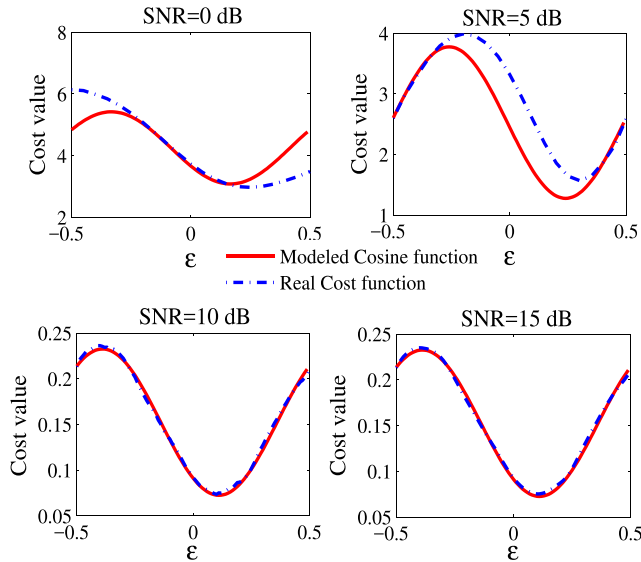 SNR=0 dB
SNR=5 dB
Cost value
8
6
4
2
−0.5
0
0.5
ε
Cost value
4
3
2
1
−0.5
0
0.5
ε
Modeled Cosine function
Real Cost function
SNR=10 dB
SNR=15 dB
Cost value
0.25
0.2
0.15
0.1
0.05
−0.5
0
0.5
ε
Cost value
0.25
0.2
0.15
0.1
0.05
−0.5
0
0.5
ε